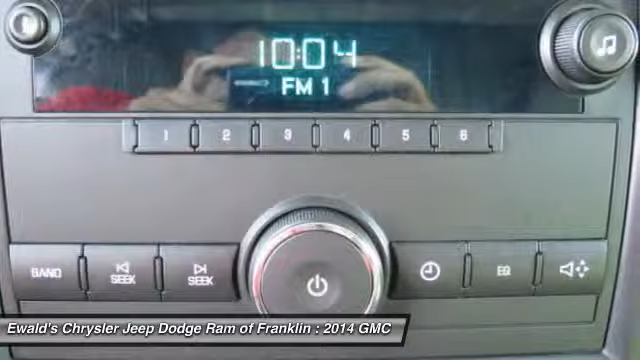 10:04
FM 1
1 2 3 4 5 6
BAND SEEK SEEK EQ
Ewald's Chrysler Jeep Dodge Ram of Franklin : 2014 GMC